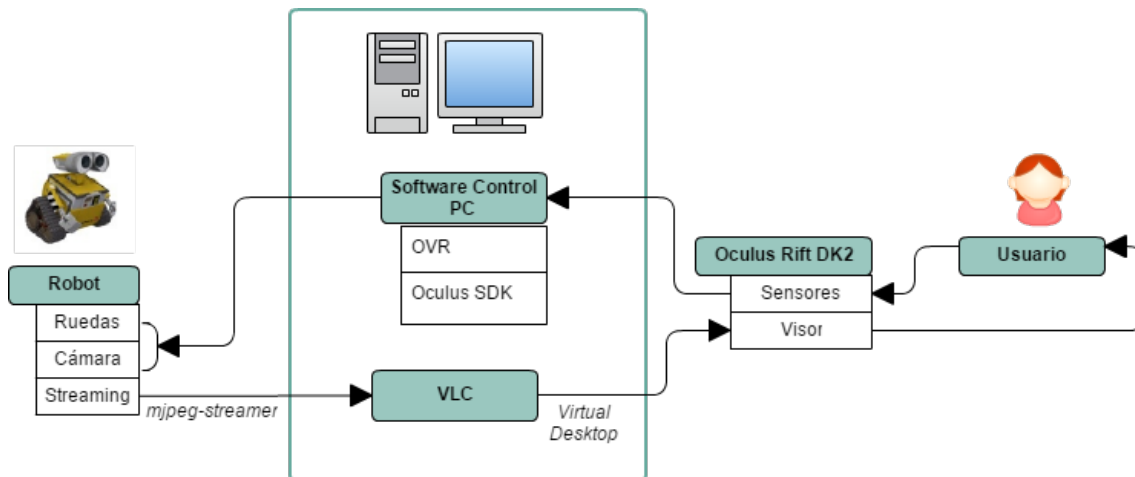 Software Control
PC
OVR
Oculus SDK
Robot
Ruedas
Cámara
Streaming
mjpeg-streamer
VLC
Virtual
Desktop
Oculus Rift DK2
Sensores
Visor
Usuario